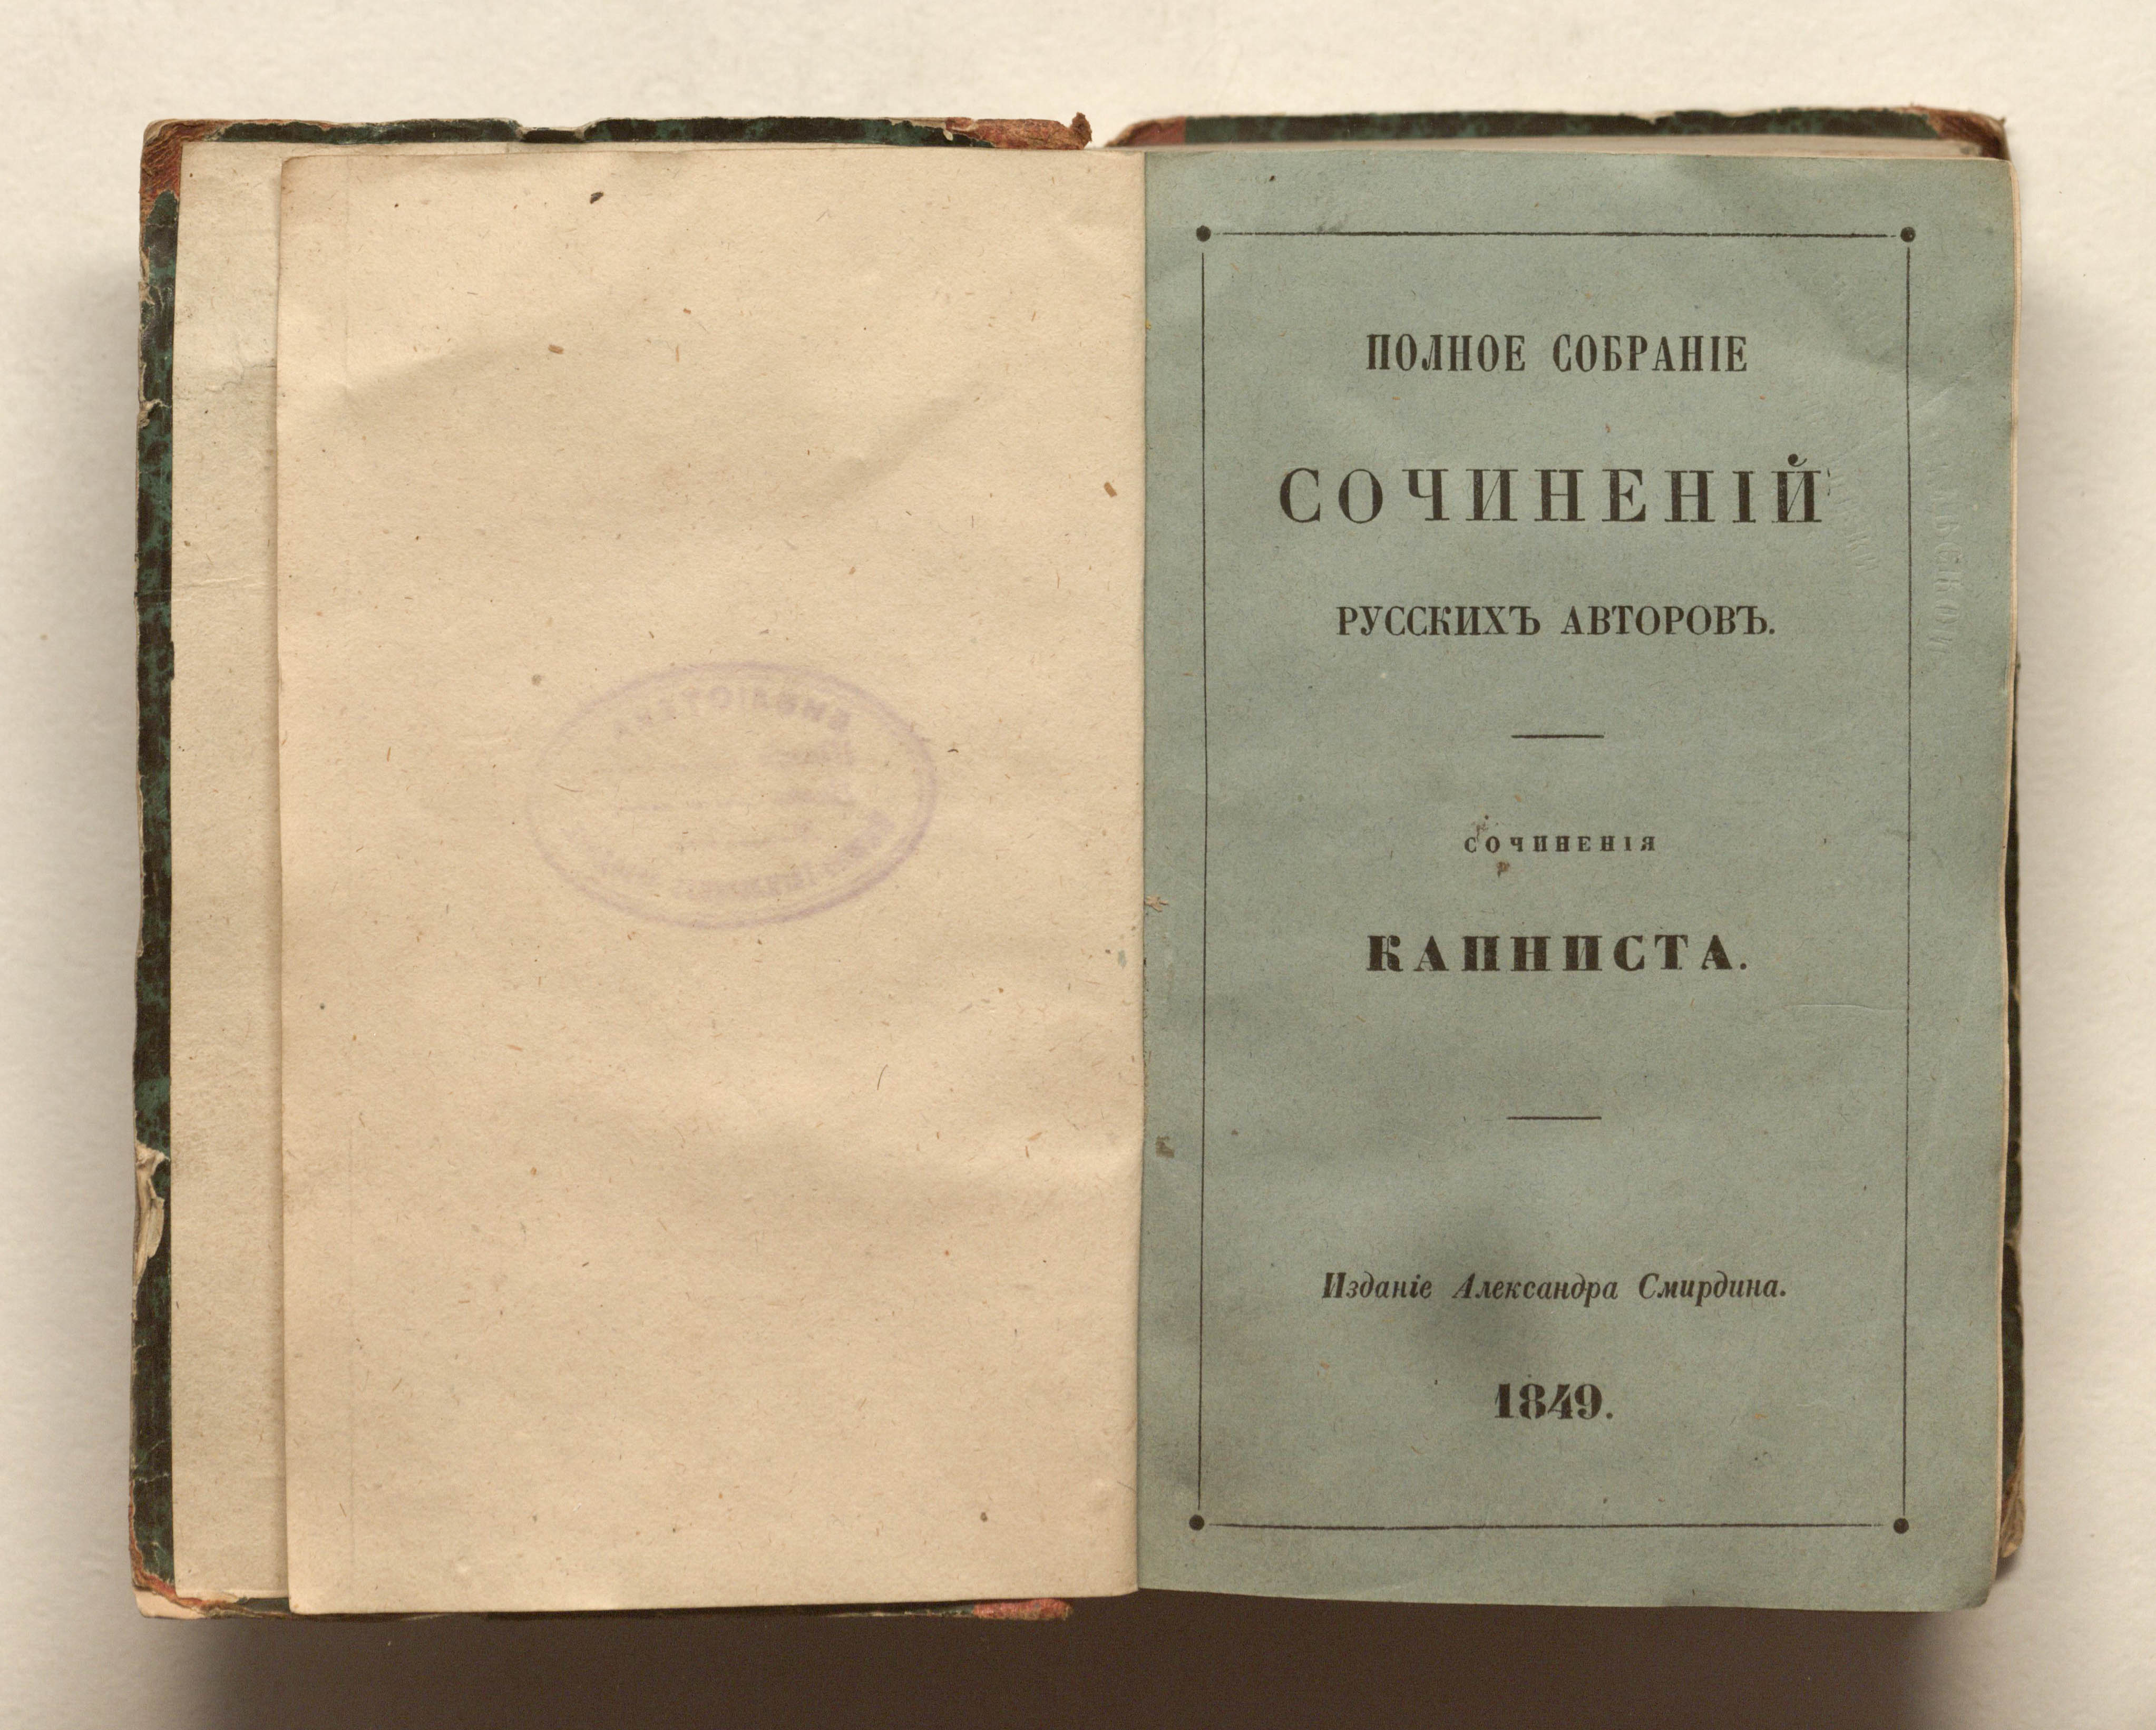 ПОЛНОЕ СОБРАНІЕ
СОЧИНЕНІЙ
РУССКИХЪ АВТОРОВЪ.
СОЧИНЕНІЯ
КАПНИСТА.
Изданіе Александра Смирдина.
1849.